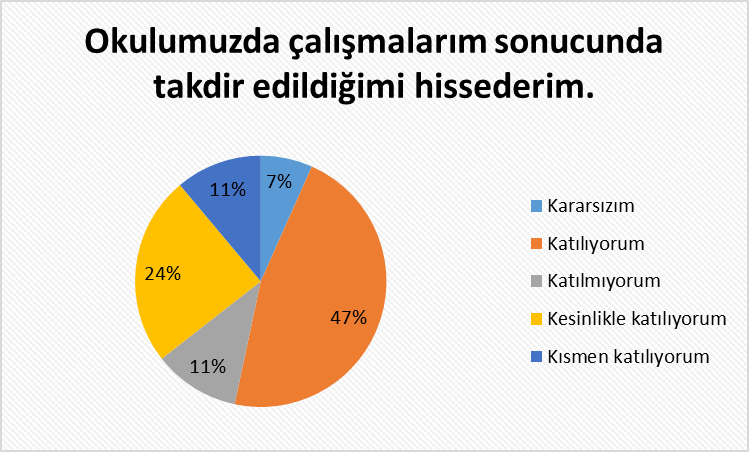 Okulumuzda çalışmalarım sonucunda
takdir edildiğimi hissederim.
7%
47%
11%
24%
11%
Kararsızım
Katılıyorum
Katılmıyorum
Kesinlikle katılıyorum
Kısmen katılıyorum